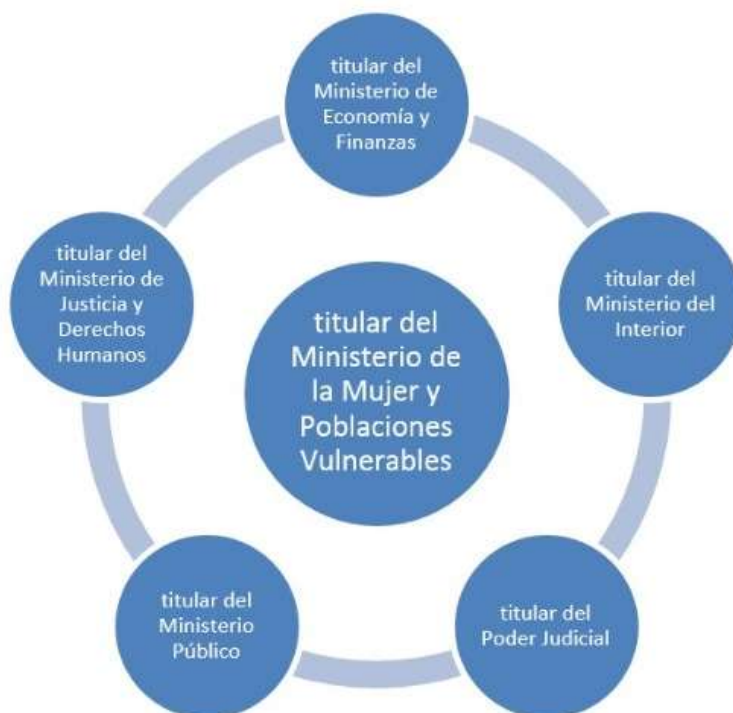 titular del
Ministerio de
Economía y
Finanzas
titular del
Ministerio de
Justicia y
Derechos
Humanos
titular del
Ministerio del
Interior
titular del
Ministerio de
la Mujer y
Poblaciones
Vulnerables
titular del
Ministerio
Público
titular del
Poder Judicial